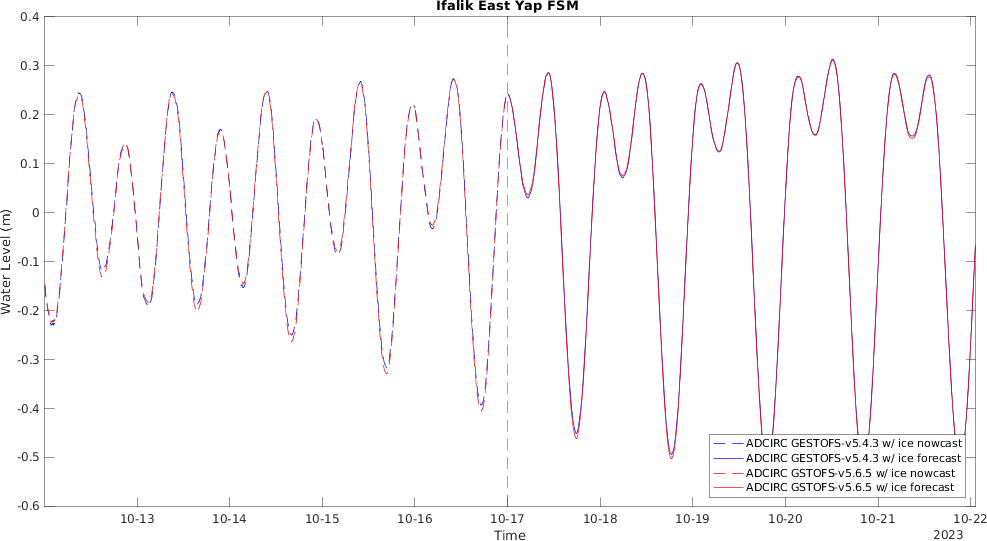 Ifalik East Yap FSM
0.4
0.3
0.2
0.1
0
-0.1
-0.2
-0.3
-0.4
-0.5
-0.6
Water Level (m)
10-13 10-14 10-15 10-16 10-17 10-18 10-19 10-20 10-21 10-22
Time
2023
ADCIRC GESTOFS-v5.4.3 w/ ice nowcast
ADCIRC GESTOFS-v5.4.3 w/ ice forecast
ADCIRC GSTOFS-v5.6.5 w/ ice nowcast
ADCIRC GSTOFS-v5.6.5 w/ ice forecast